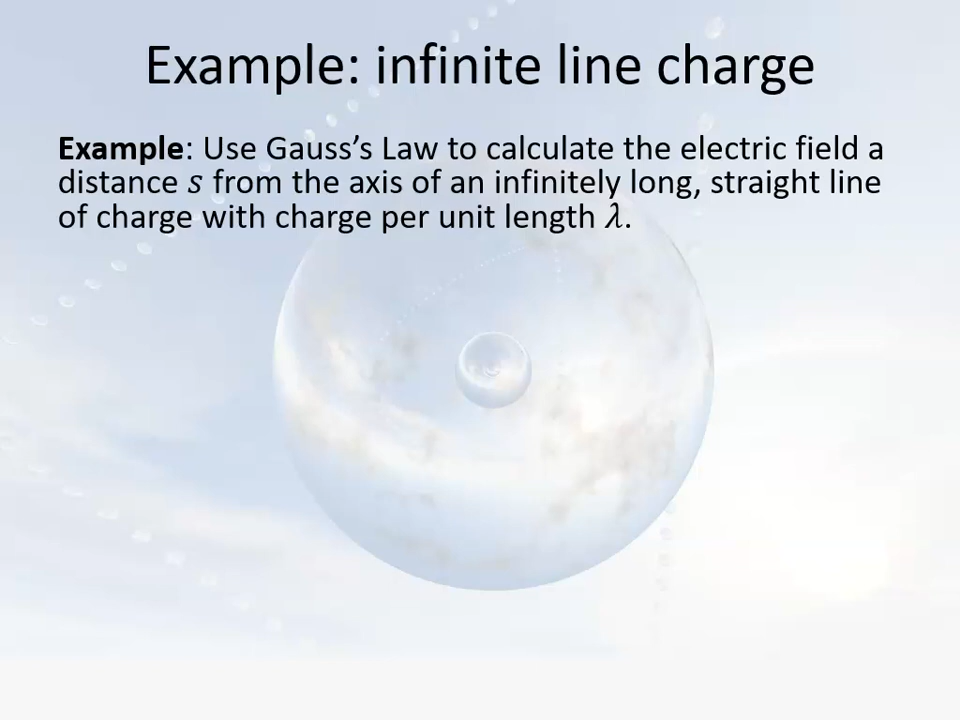 Example: infinite line charge
Example: Use Gauss’s Law to calculate the electric field a
distance s from the axis of an infinitely long, straight line
of charge with charge per unit length λ.